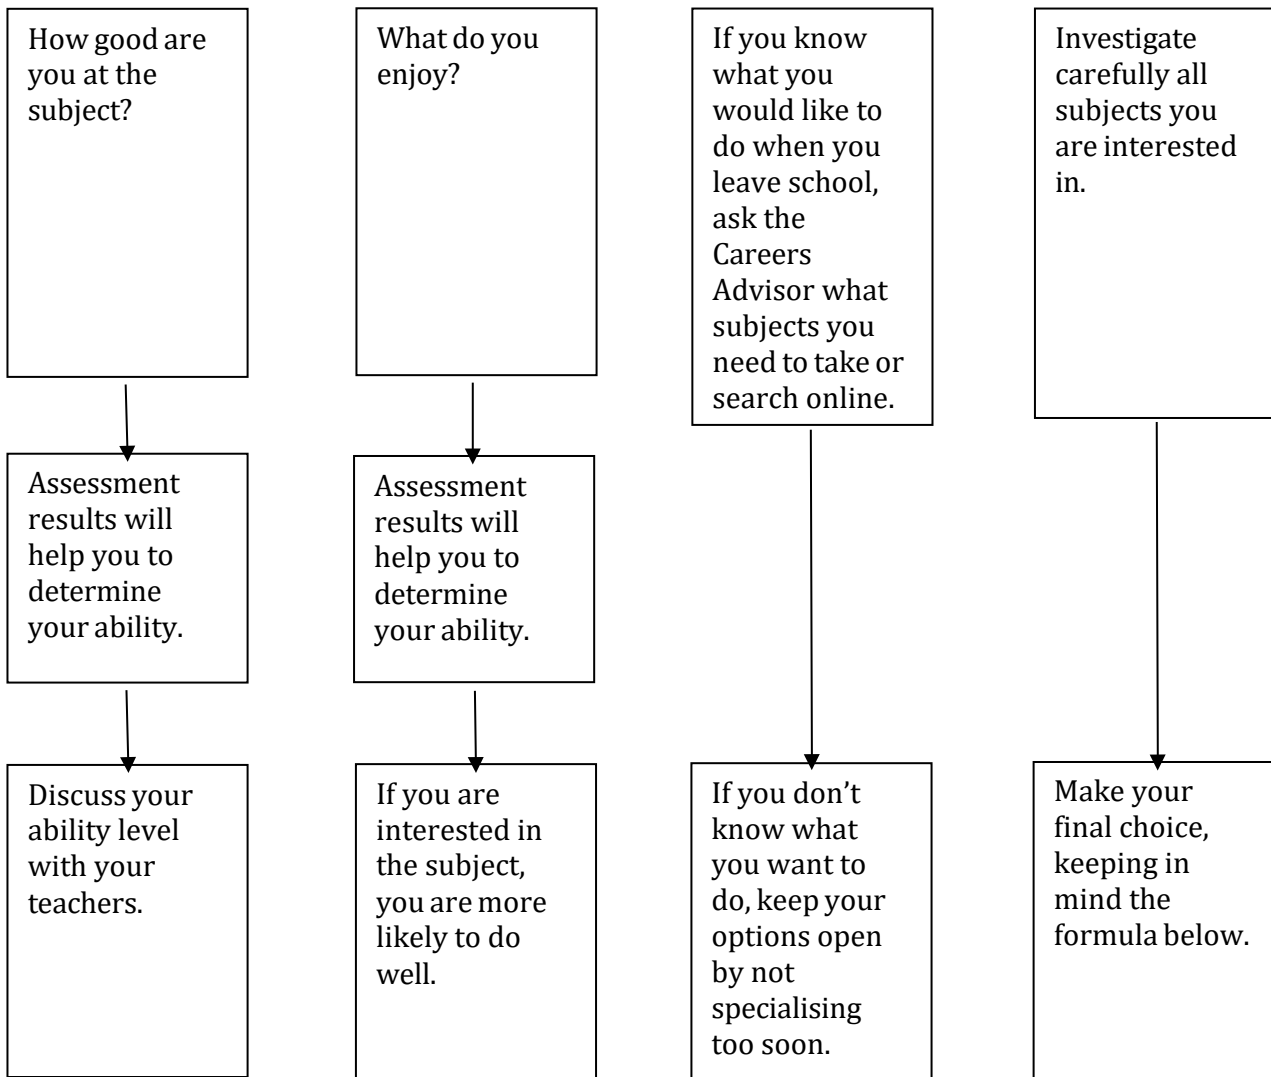 How good are
you at the
subject?
What do you
enjoy?
If you know
what you
would like to
do when you
leave school,
ask the
Careers
Advisor what
subjects you
need to take or
search online.
Investigate
carefully all
subjects you
are interested
in.
Assessment
results will
help you to
determine
your ability.
Assessment
results will
help you to
determine
your ability.
Discuss your
ability level
with your
teachers.
If you are
interested in
the subject,
you are more
likely to do
well.
If you don’t
know what
you want to
do, keep your
options open
by not
specialising
too soon.
Make your
final choice,
keeping in
mind the
formula below.